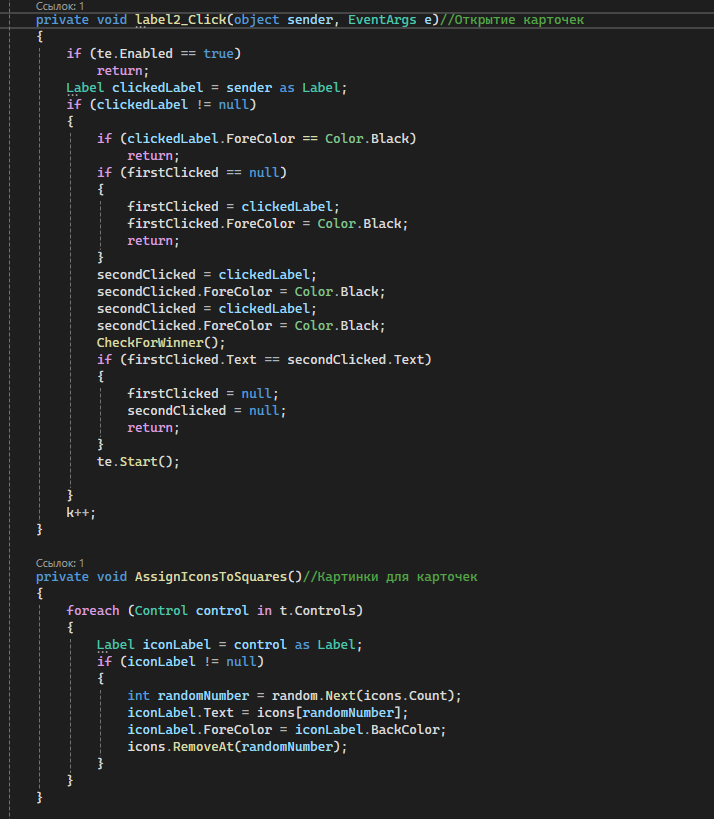 Ссылок: 1
private void label2_Click(object sender, EventArgs e)//Открытие карточек
{
if (te.Enabled == true)
return;
Label clickedLabel = sender as Label;
if (clickedLabel != null)
{
if (clickedLabel.ForeColor == Color.Black)
return;
if (firstClicked == null)
{
firstClicked = clickedLabel;
firstClicked.ForeColor = Color.Black;
return;
}
secondClicked = clickedLabel;
secondClicked.ForeColor = Color.Black;
secondClicked = clickedLabel;
secondClicked.ForeColor = Color.Black;
CheckForWinner();
if (firstClicked.Text == secondClicked.Text)
{
firstClicked = null;
secondClicked = null;
return;
}
te.Start();
}
k++;
}
Ссылок: 1
private void AssignIconsToSquares()//Картинки для карточек
{
foreach (Control control in t.Controls)
{
Label iconLabel = control as Label;
if (iconLabel != null)
{
int randomNumber = random.Next(icons.Count);
iconLabel.Text = icons[randomNumber];
iconLabel.ForeColor = iconLabel.BackColor;
icons.RemoveAt(randomNumber);
}
}
}